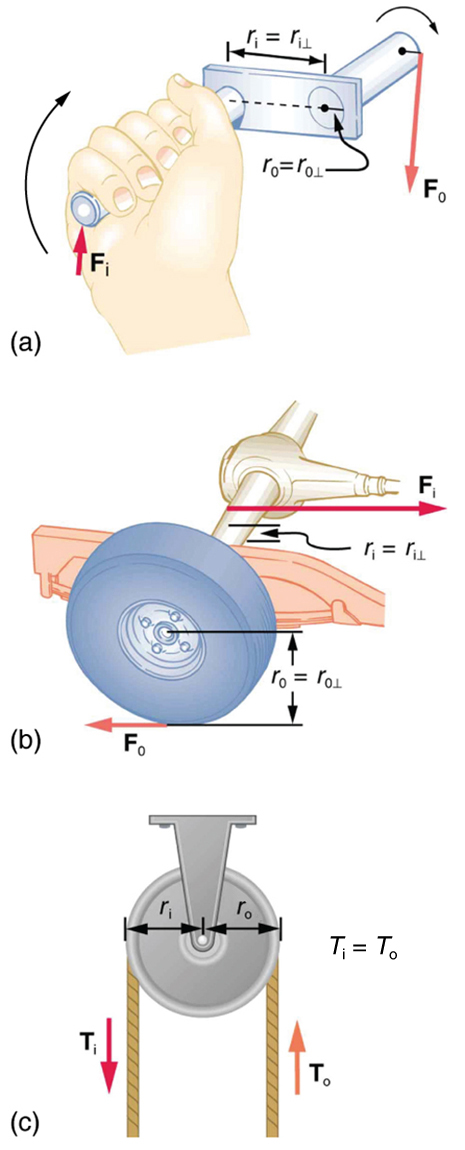 rᵢ = rᵢ⊥
r₀=r₀⊥
F₀
Fᵢ
(a)
Fᵢ
rᵢ = rᵢ⊥
r₀ = r₀⊥
F₀
(b)
rᵢ rₒ
Tᵢ = Tₒ
Tᵢ
Tₒ
(c)